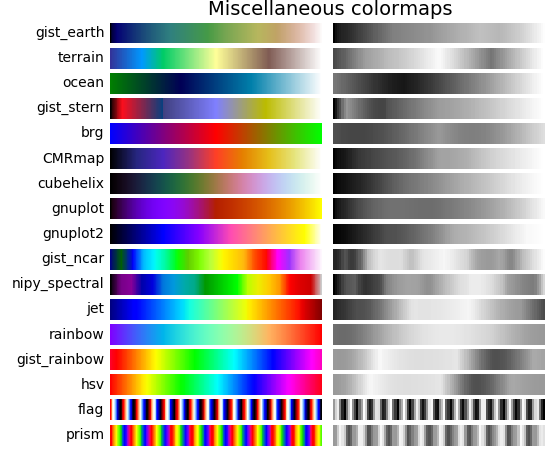 Miscellaneous colormaps
gist_earth
terrain
ocean
gist_stern
brg
CMRmap
cubehelix
gnuplot
gnuplot2
gist_ncar
nipy_spectral
jet
rainbow
gist_rainbow
hsv
flag
prism